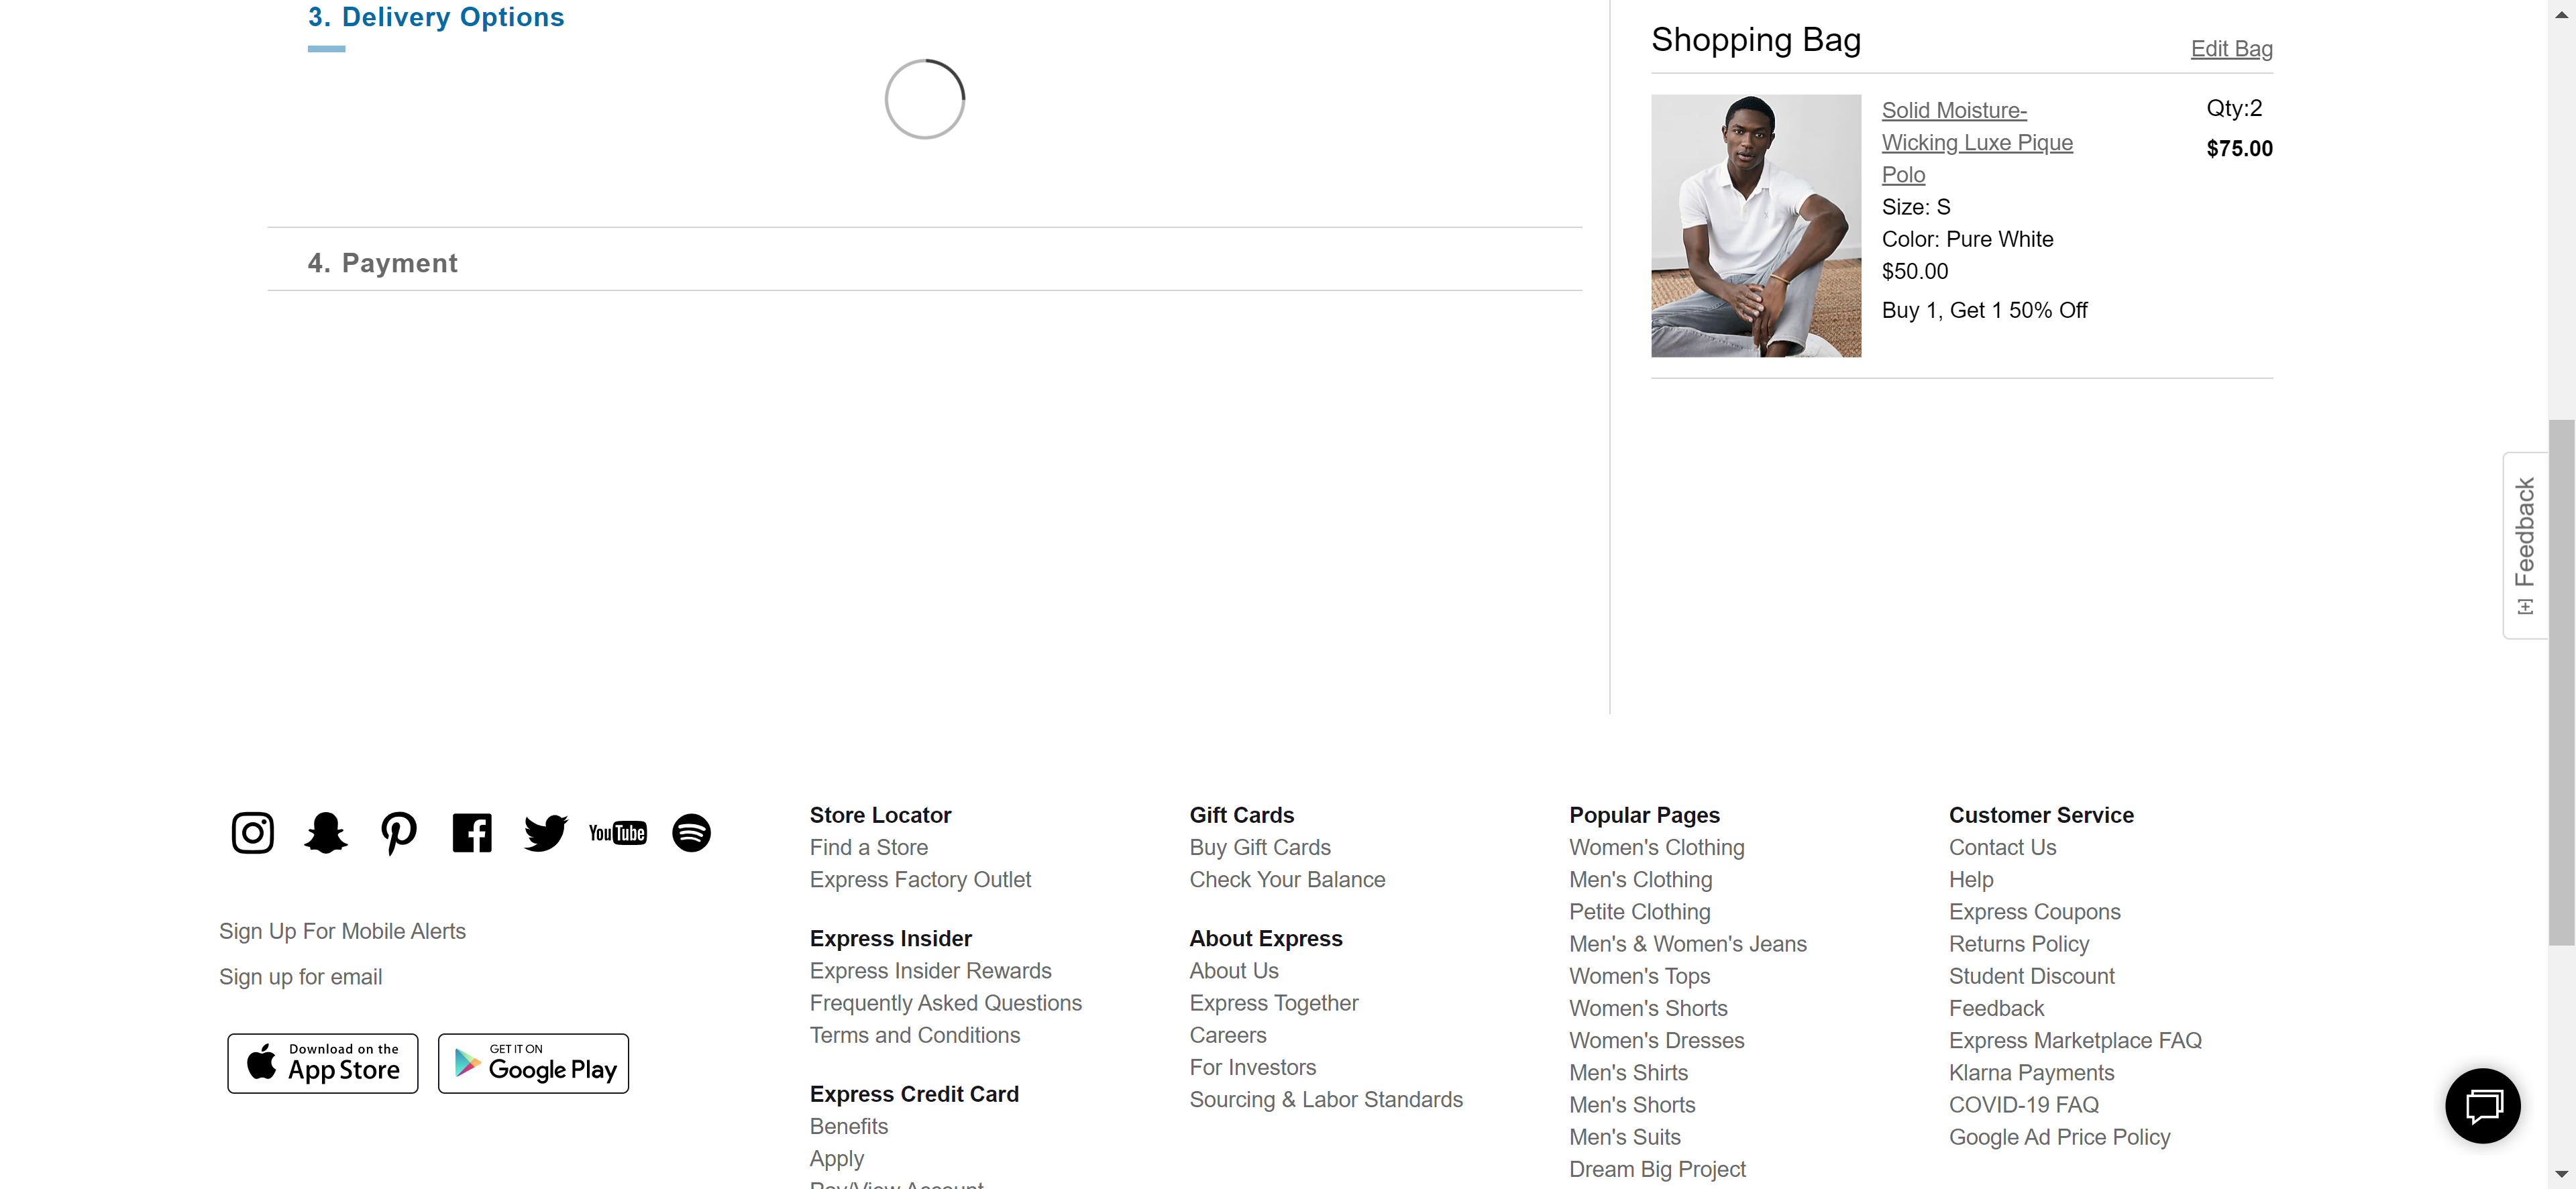 3. Delivery Options
4. Payment
Shopping Bag
Edit Bag
Solid Moisture-
Wicking Luxe Pique
Polo
Size: S
Color: Pure White
$50.00
Buy 1, Get 1 50% Off
Qty:2
$75.00
[+] Feedback
YouTube
Sign Up For Mobile Alerts
Sign up for email
Download on the
App Store
GET IT ON
Google Play
Store Locator
Find a Store
Express Factory Outlet
Express Insider
Express Insider Rewards
Frequently Asked Questions
Terms and Conditions
Express Credit Card
Benefits
Apply
Pay/View Account
Gift Cards
Buy Gift Cards
Check Your Balance
About Express
About Us
Express Together
Careers
For Investors
Sourcing & Labor Standards
Popular Pages
Women's Clothing
Men's Clothing
Petite Clothing
Men's & Women's Jeans
Women's Tops
Women's Shorts
Women's Dresses
Men's Shirts
Men's Shorts
Men's Suits
Dream Big Project
Customer Service
Contact Us
Help
Express Coupons
Returns Policy
Student Discount
Feedback
Express Marketplace FAQ
Klarna Payments
COVID-19 FAQ
Google Ad Price Policy